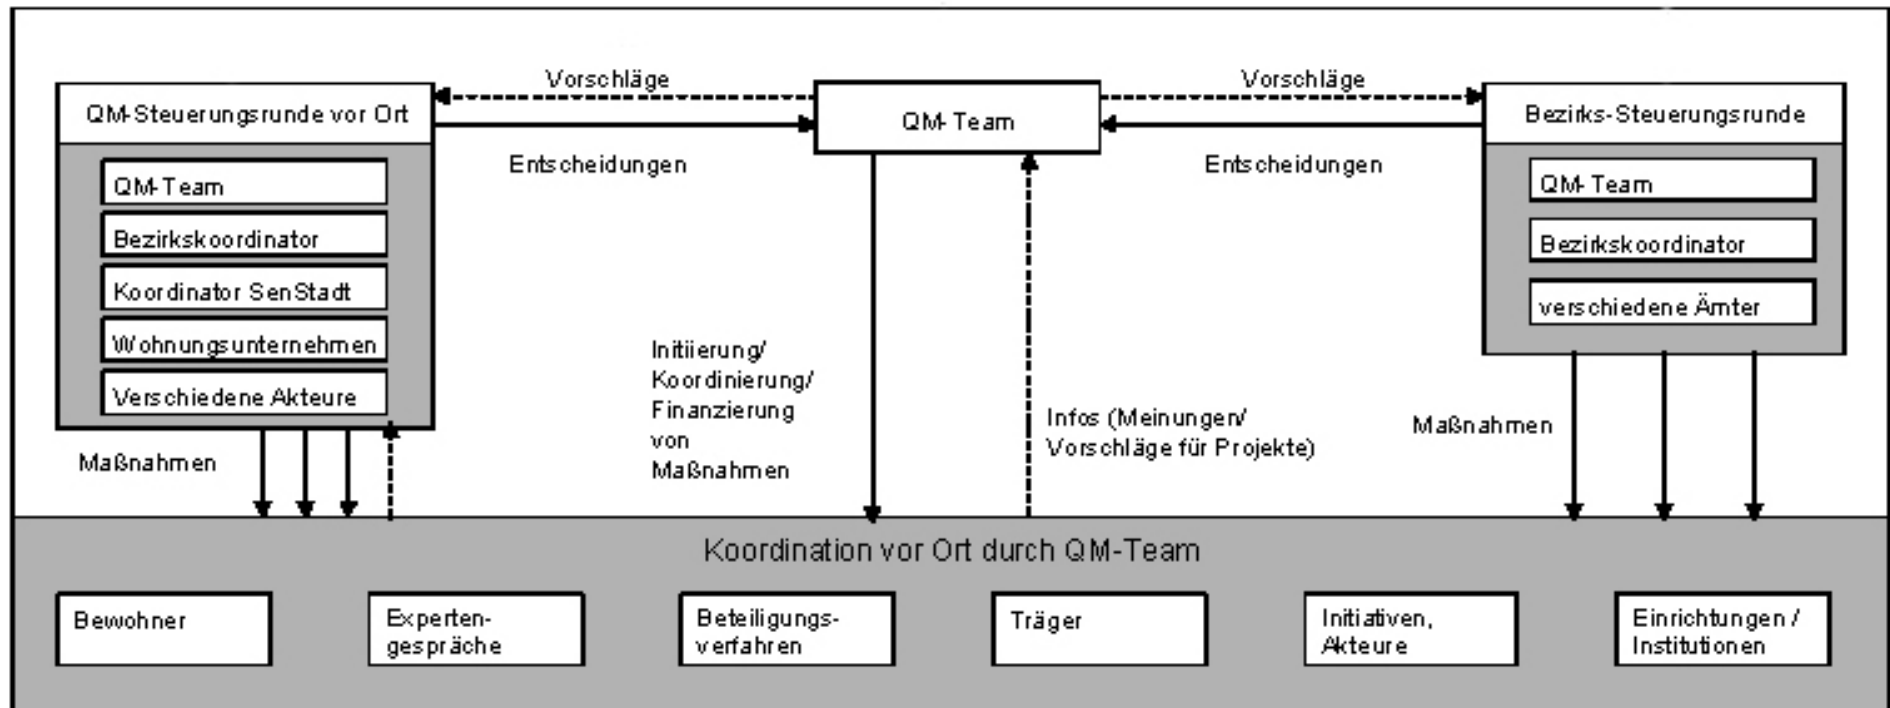 Vorschläge
Vorschläge
QM-Steuerungsrunde vor Ort
QM-Team
Bezirks-Steuerungsrunde
Entscheidungen
Entscheidungen
QM-Team
Bezirkskoordinator
Koordinator SenStadt
Wohnungsunternehmen
Verschiedene Akteure
QM-Team
Bezirkskoordinator
verschiedene Ämter
Maßnahmen
Initiierung/
Koordinierung/
Finanzierung
von
Maßnahmen
Infos (Meinungen/
Vorschläge für Projekte)
Maßnahmen
Koordination vor Ort durch QM-Team
Bewohner
Experten-
gespräche
Beteiligungs-
verfahren
Träger
Initiativen,
Akteure
Einrichtungen /
Institutionen